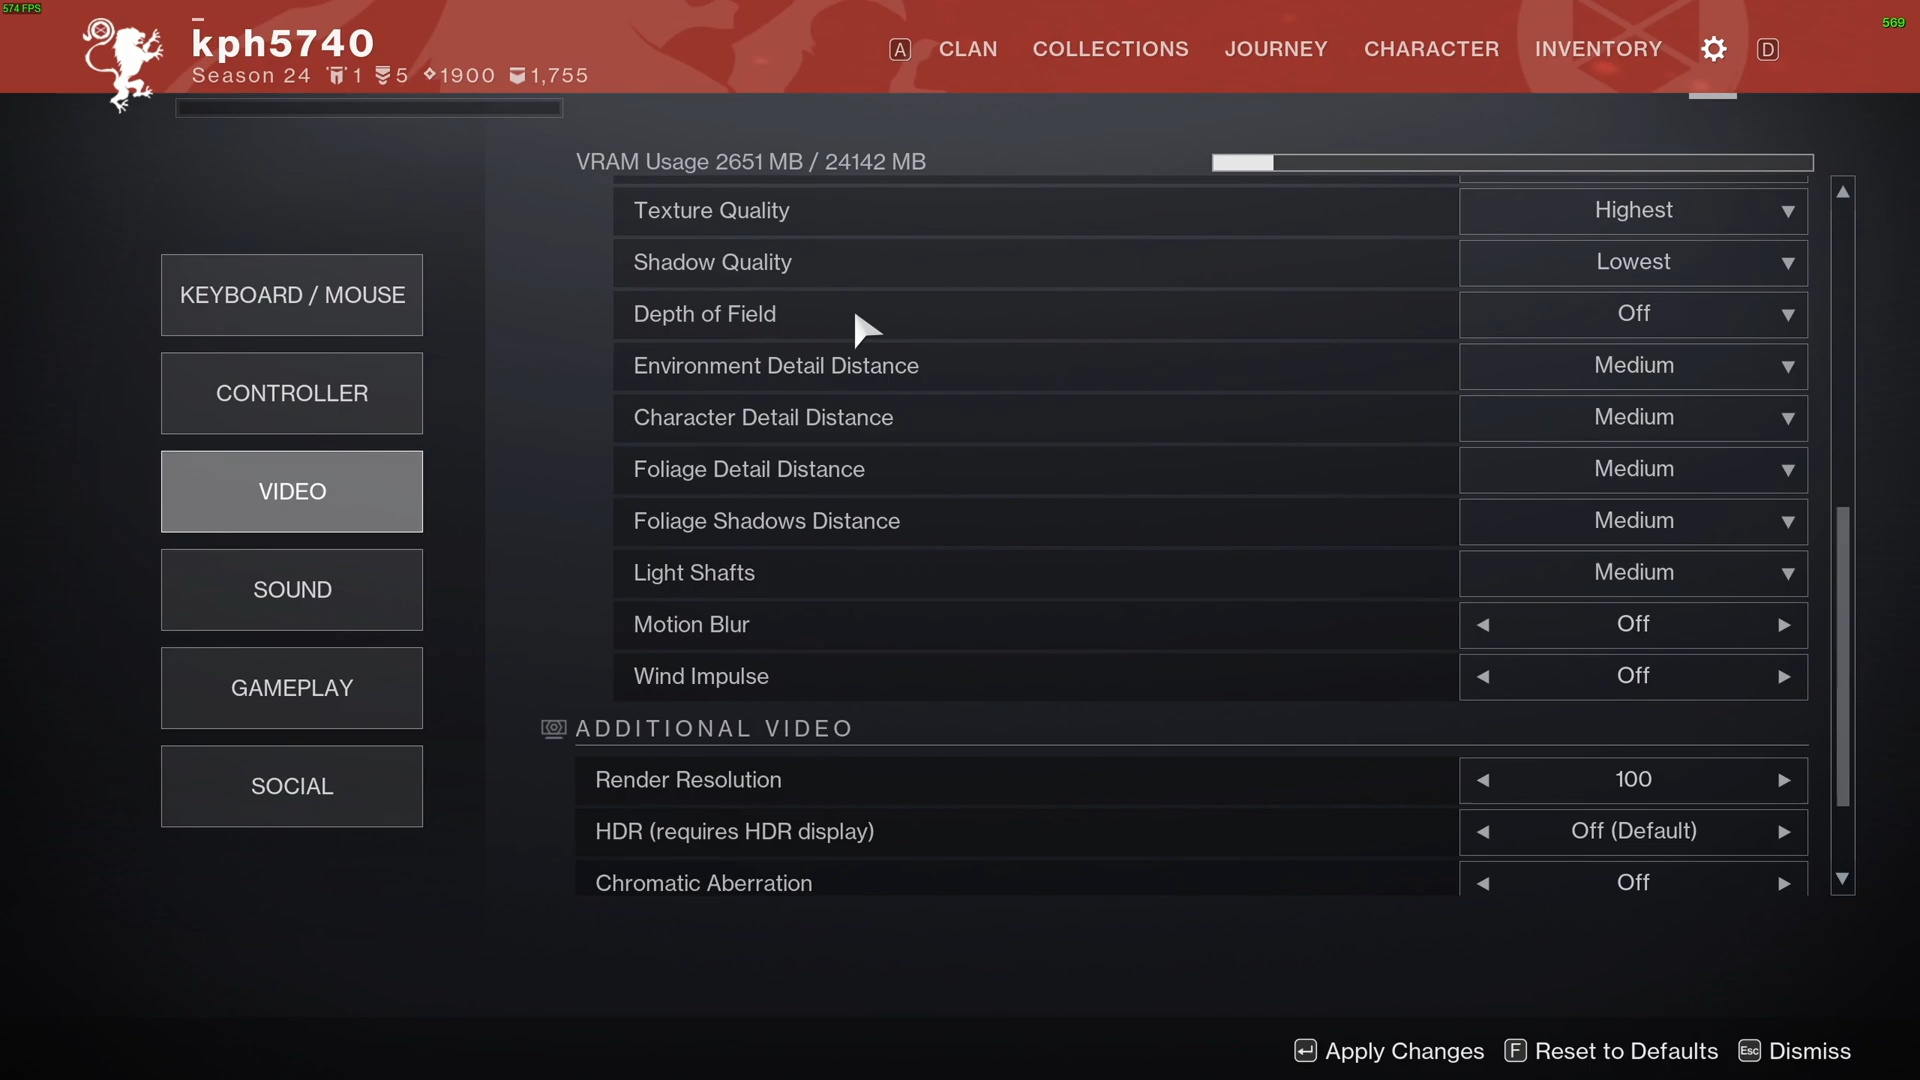 574 FPS
569
kph5740
Season 24 1 5 1900 1,755
A CLAN COLLECTIONS JOURNEY CHARACTER INVENTORY D
VRAM Usage 2651 MB / 24142 MB
KEYBOARD / MOUSE
CONTROLLER
VIDEO
SOUND
GAMEPLAY
SOCIAL
Texture Quality Highest
Shadow Quality Lowest
Depth of Field Off
Environment Detail Distance Medium
Character Detail Distance Medium
Foliage Detail Distance Medium
Foliage Shadows Distance Medium
Light Shafts Medium
Motion Blur Off
Wind Impulse Off
ADDITIONAL VIDEO
Render Resolution 100
HDR (requires HDR display) Off (Default)
Chromatic Aberration Off
Apply Changes F Reset to Defaults Esc Dismiss